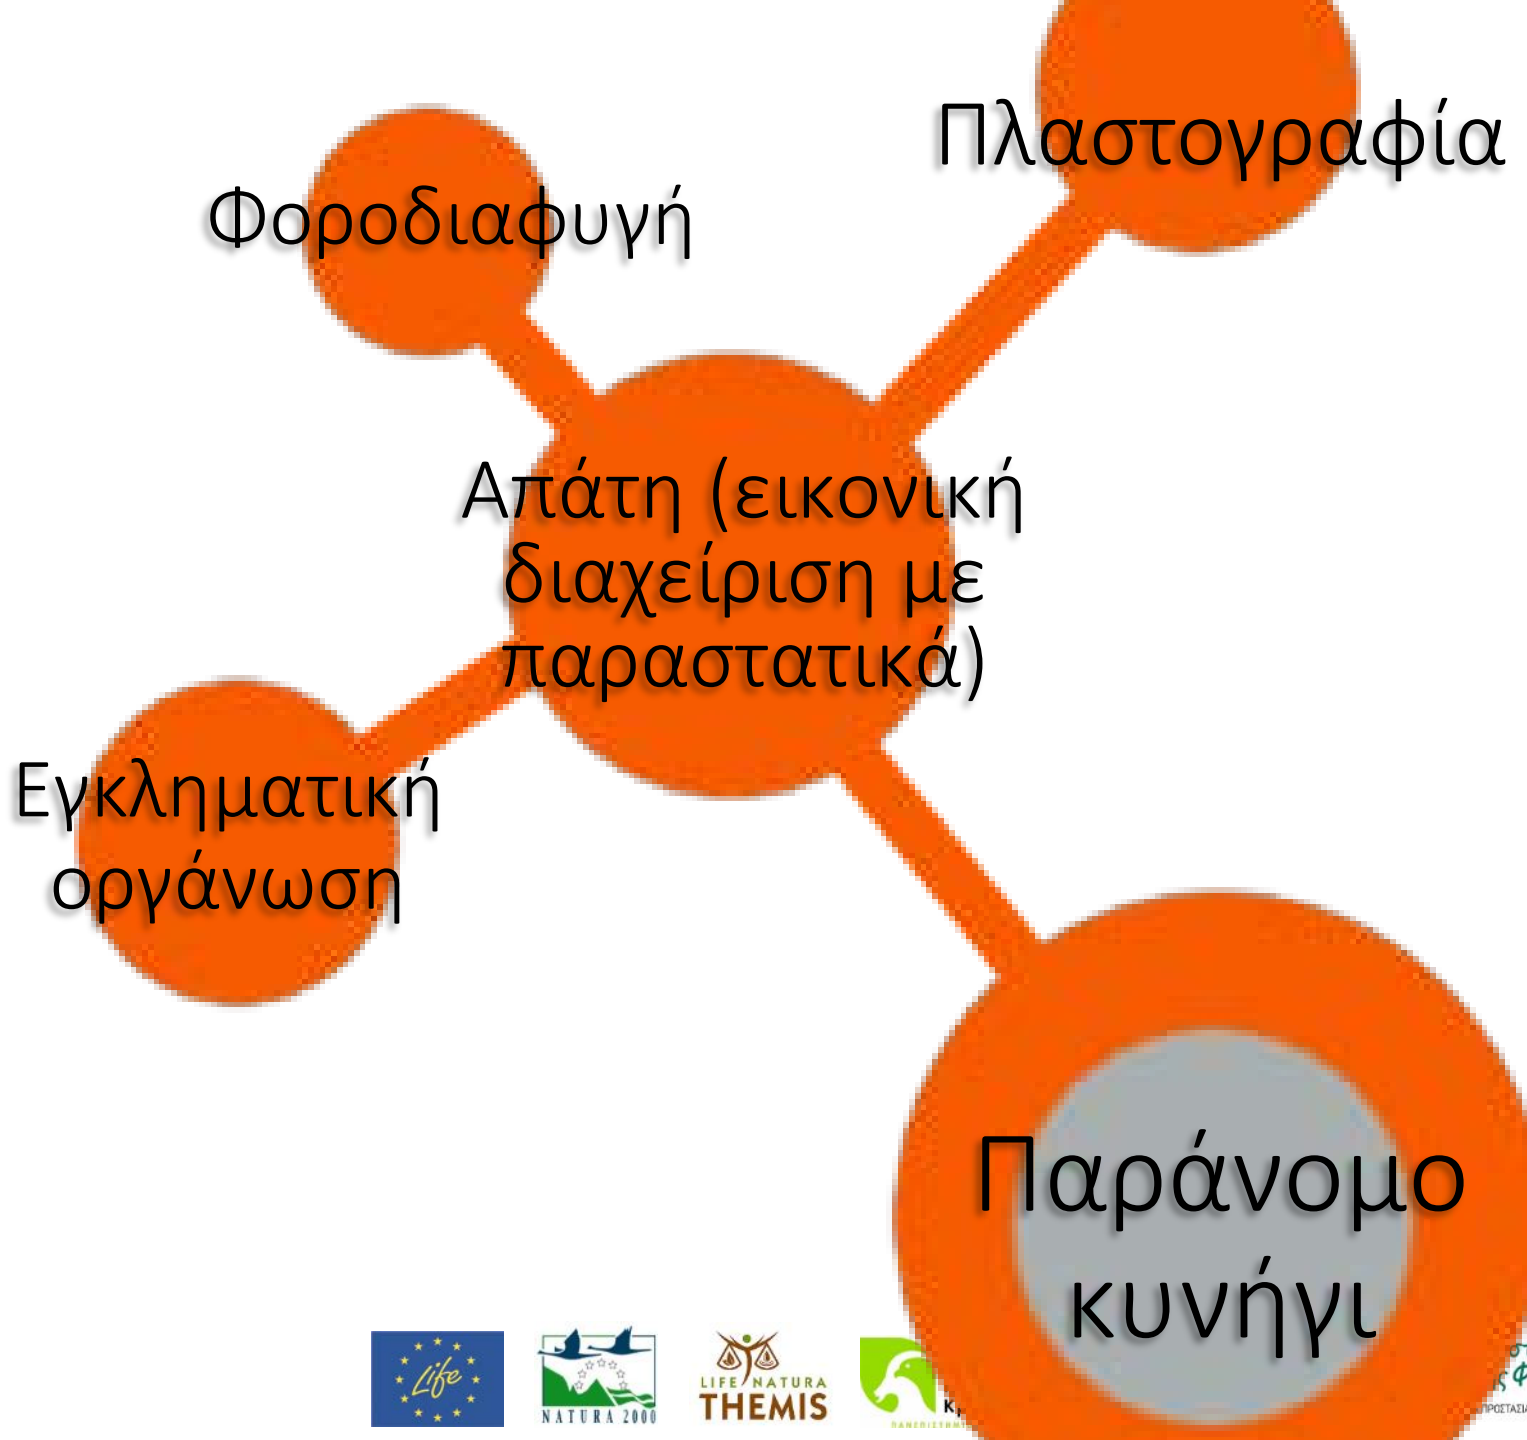 Πλαστογραφία
Φοροδιαφυγή
Απάτη (εικονική
διαχείριση με
παραστατικά)
Εγκληματική
οργάνωση
Παράνομο
κυνήγι
Life
NATURA 2000
LIFE NATURA
THEMIS